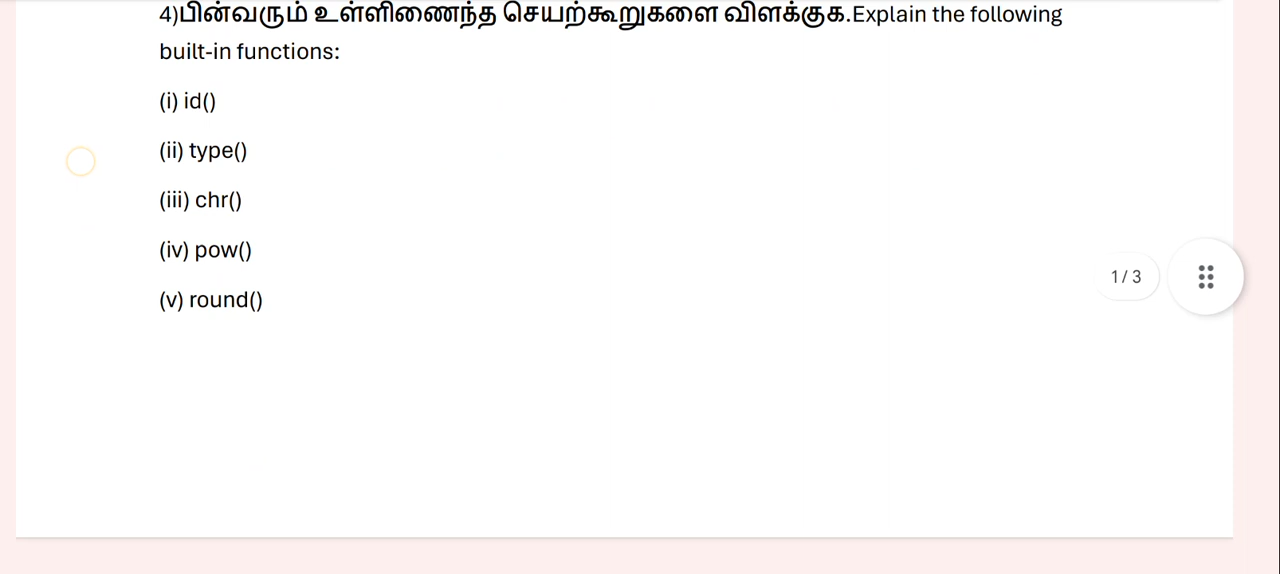 4)பின்வரும் உள்ளிணைந்த செயற்கூறுகளை விளக்குக.Explain the following
built-in functions:
(i) id()
(ii) type()
(iii) chr()
(iv) pow()
1 / 3
(v) round()